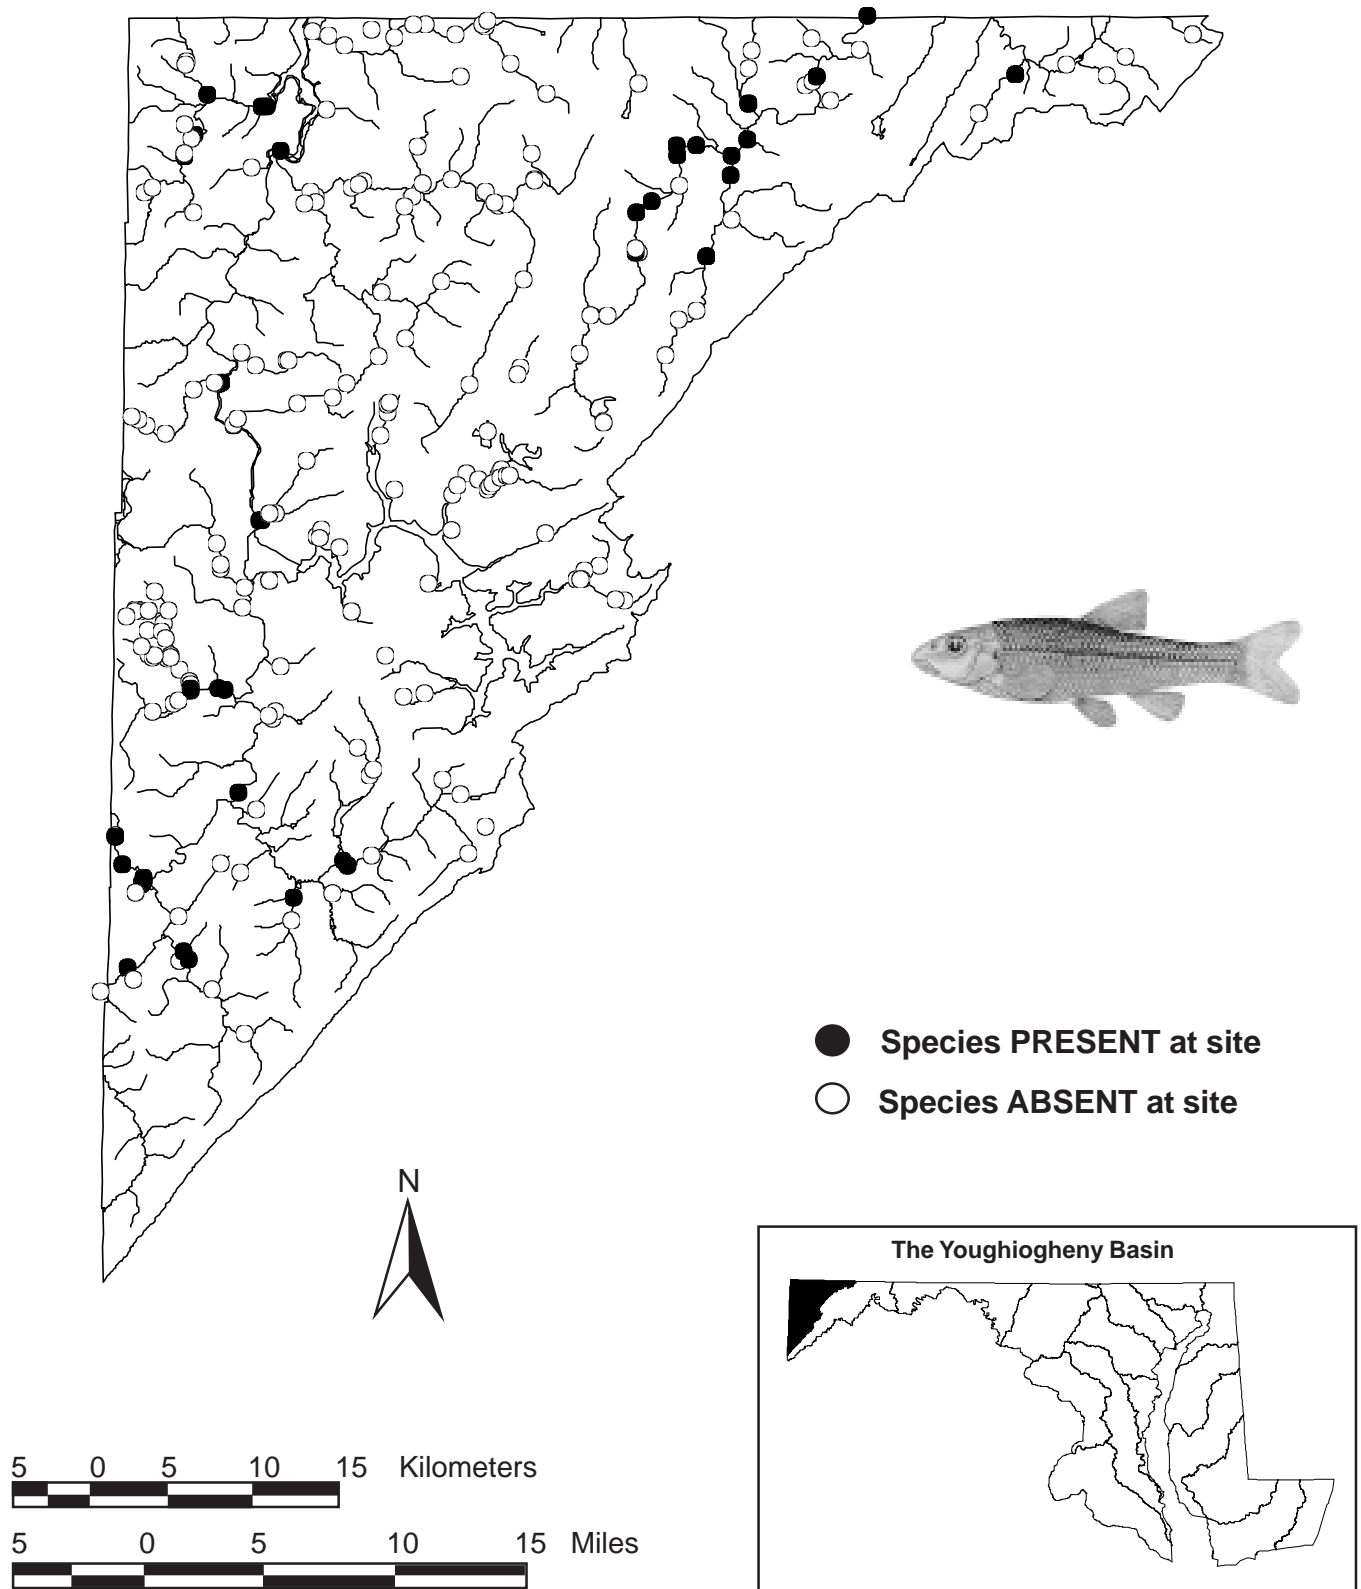 Species PRESENT at site
Species ABSENT at site
N
The Youghiogheny Basin
5 0 5 10 15 Kilometers
5 0 5 10 15 Miles